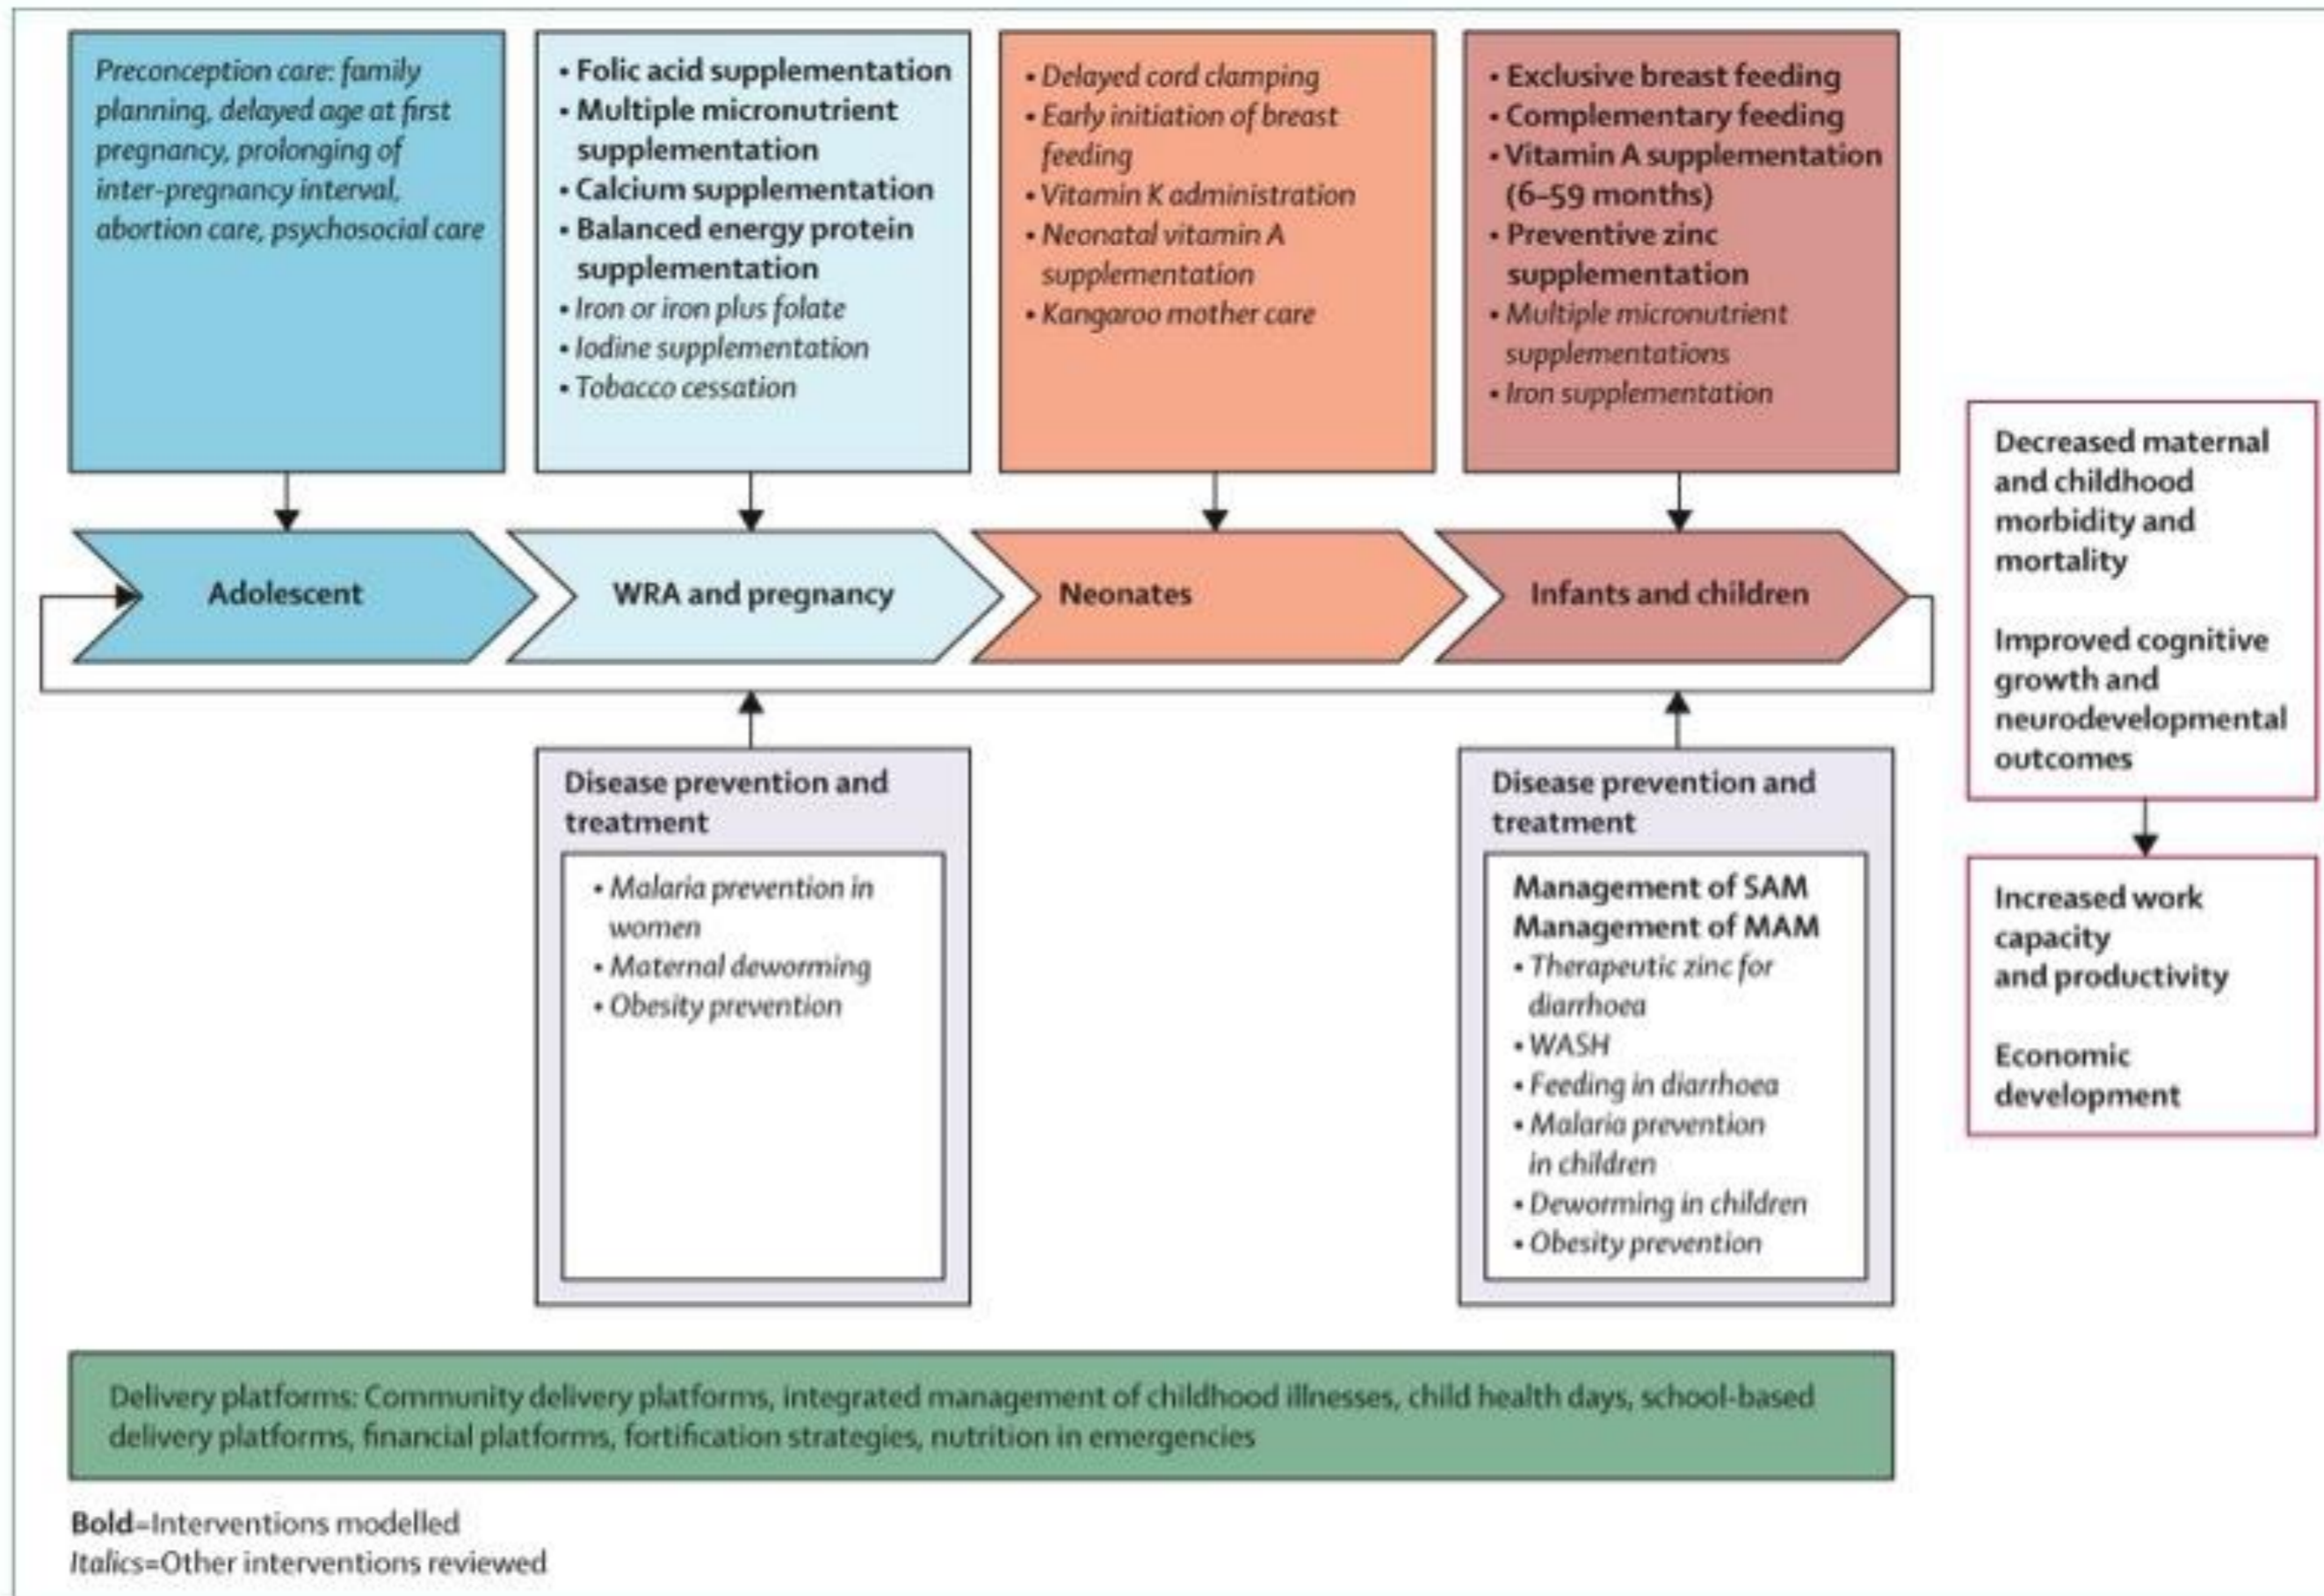 Preconception care: family
planning, delayed age at first
pregnancy, prolonging of
inter-pregnancy interval,
abortion care, psychosocial care
• Folic acid supplementation
• Multiple micronutrient
supplementation
• Calcium supplementation
• Balanced energy protein
supplementation
• Iron or iron plus folate
• Iodine supplementation
• Tobacco cessation
• Delayed cord clamping
• Early initiation of breast
feeding
• Vitamin K administration
• Neonatal vitamin A
supplementation
• Kangaroo mother care
• Exclusive breast feeding
• Complementary feeding
• Vitamin A supplementation
(6–59 months)
• Preventive zinc
supplementation
• Multiple micronutrient
supplementations
• Iron supplementation
Adolescent
WRA and pregnancy
Neonates
Infants and children
Disease prevention and
treatment
• Malaria prevention in
women
• Maternal deworming
• Obesity prevention
Disease prevention and
treatment
Management of SAM
Management of MAM
• Therapeutic zinc for
diarrhoea
• WASH
• Feeding in diarrhoea
• Malaria prevention
in children
• Deworming in children
• Obesity prevention
Decreased maternal
and childhood
morbidity and
mortality
Improved cognitive
growth and
neurodevelopmental
outcomes
Increased work
capacity
and productivity
Economic
development
Delivery platforms: Community delivery platforms, integrated management of childhood illnesses, child health days, school-based
delivery platforms, financial platforms, fortification strategies, nutrition in emergencies
Bold=Interventions modelled
Italics=Other interventions reviewed